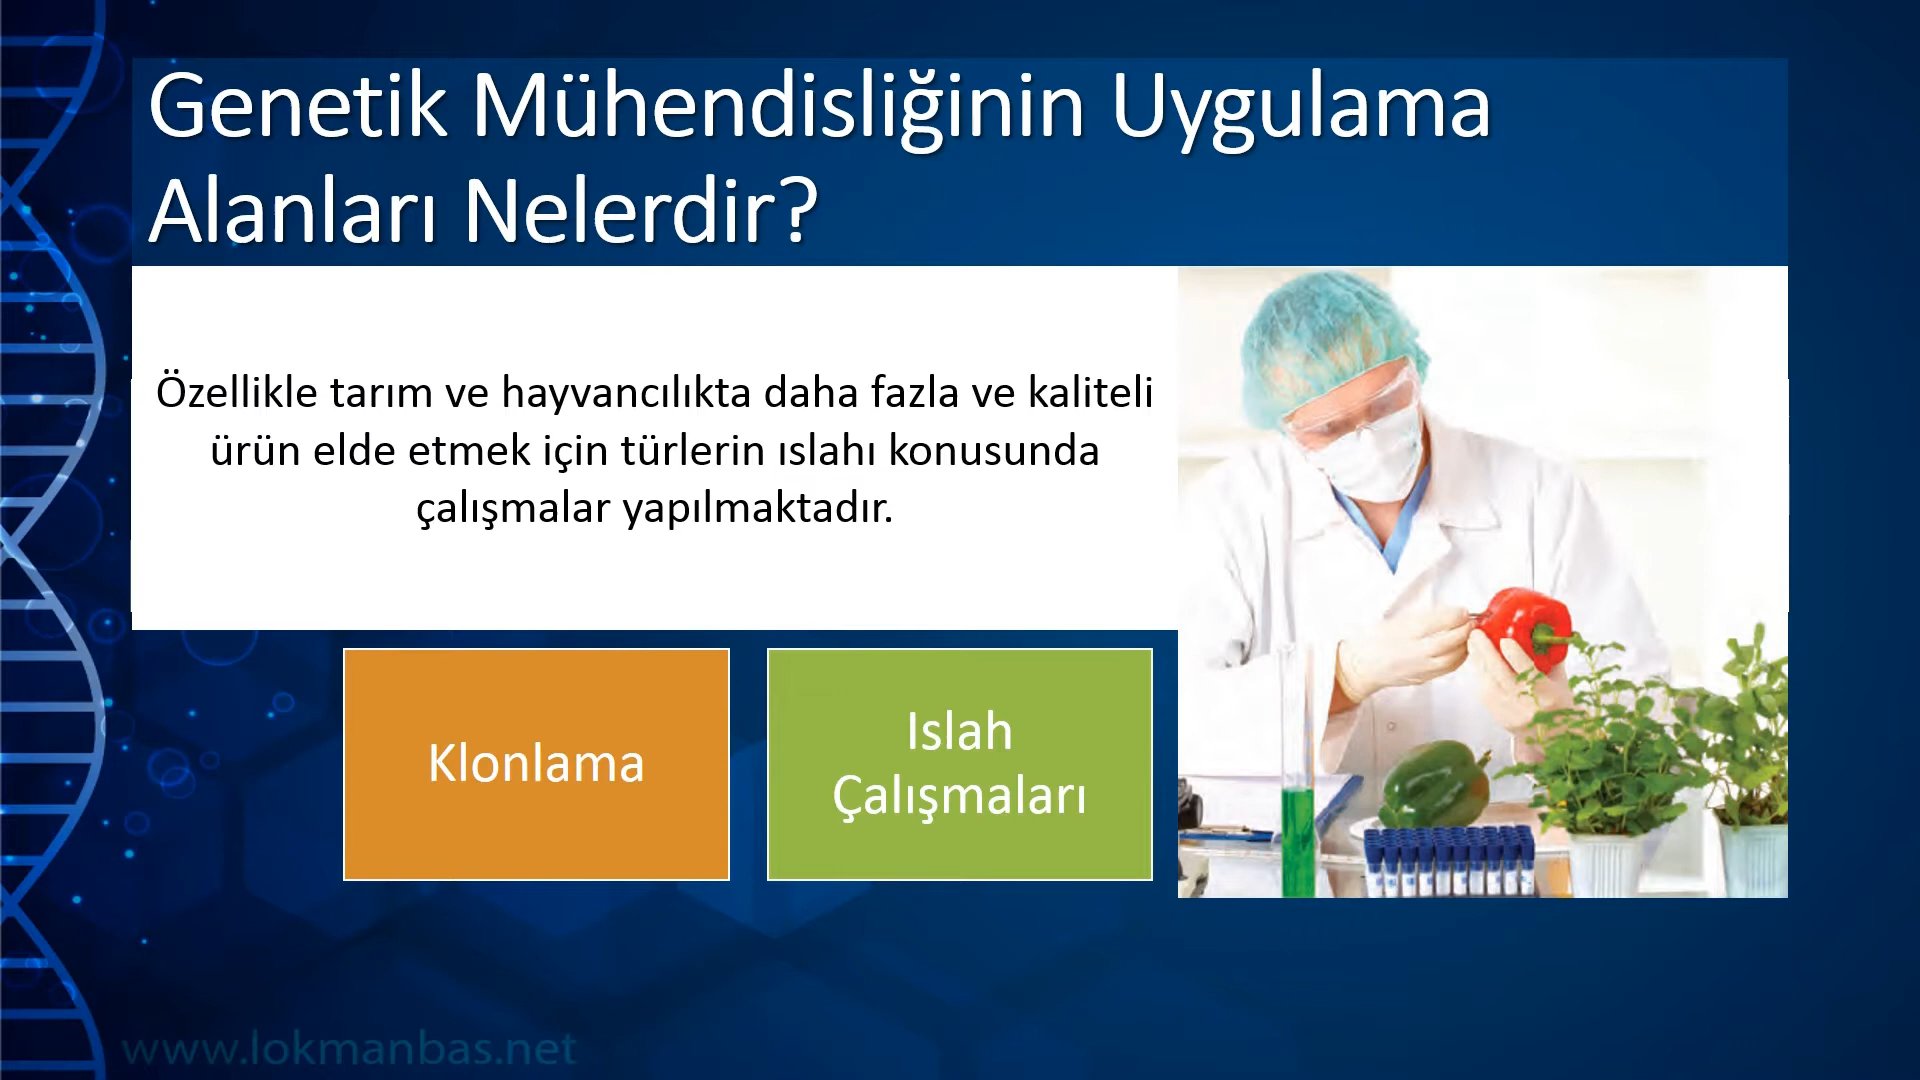 Genetik Mühendisliğinin Uygulama
Alanları Nelerdir?
Özellikle tarım ve hayvancılıkta daha fazla ve kaliteli
ürün elde etmek için türlerin ıslahı konusunda
çalışmalar yapılmaktadır.
Klonlama
Islah
Çalışmaları
www.lokmanbas.net